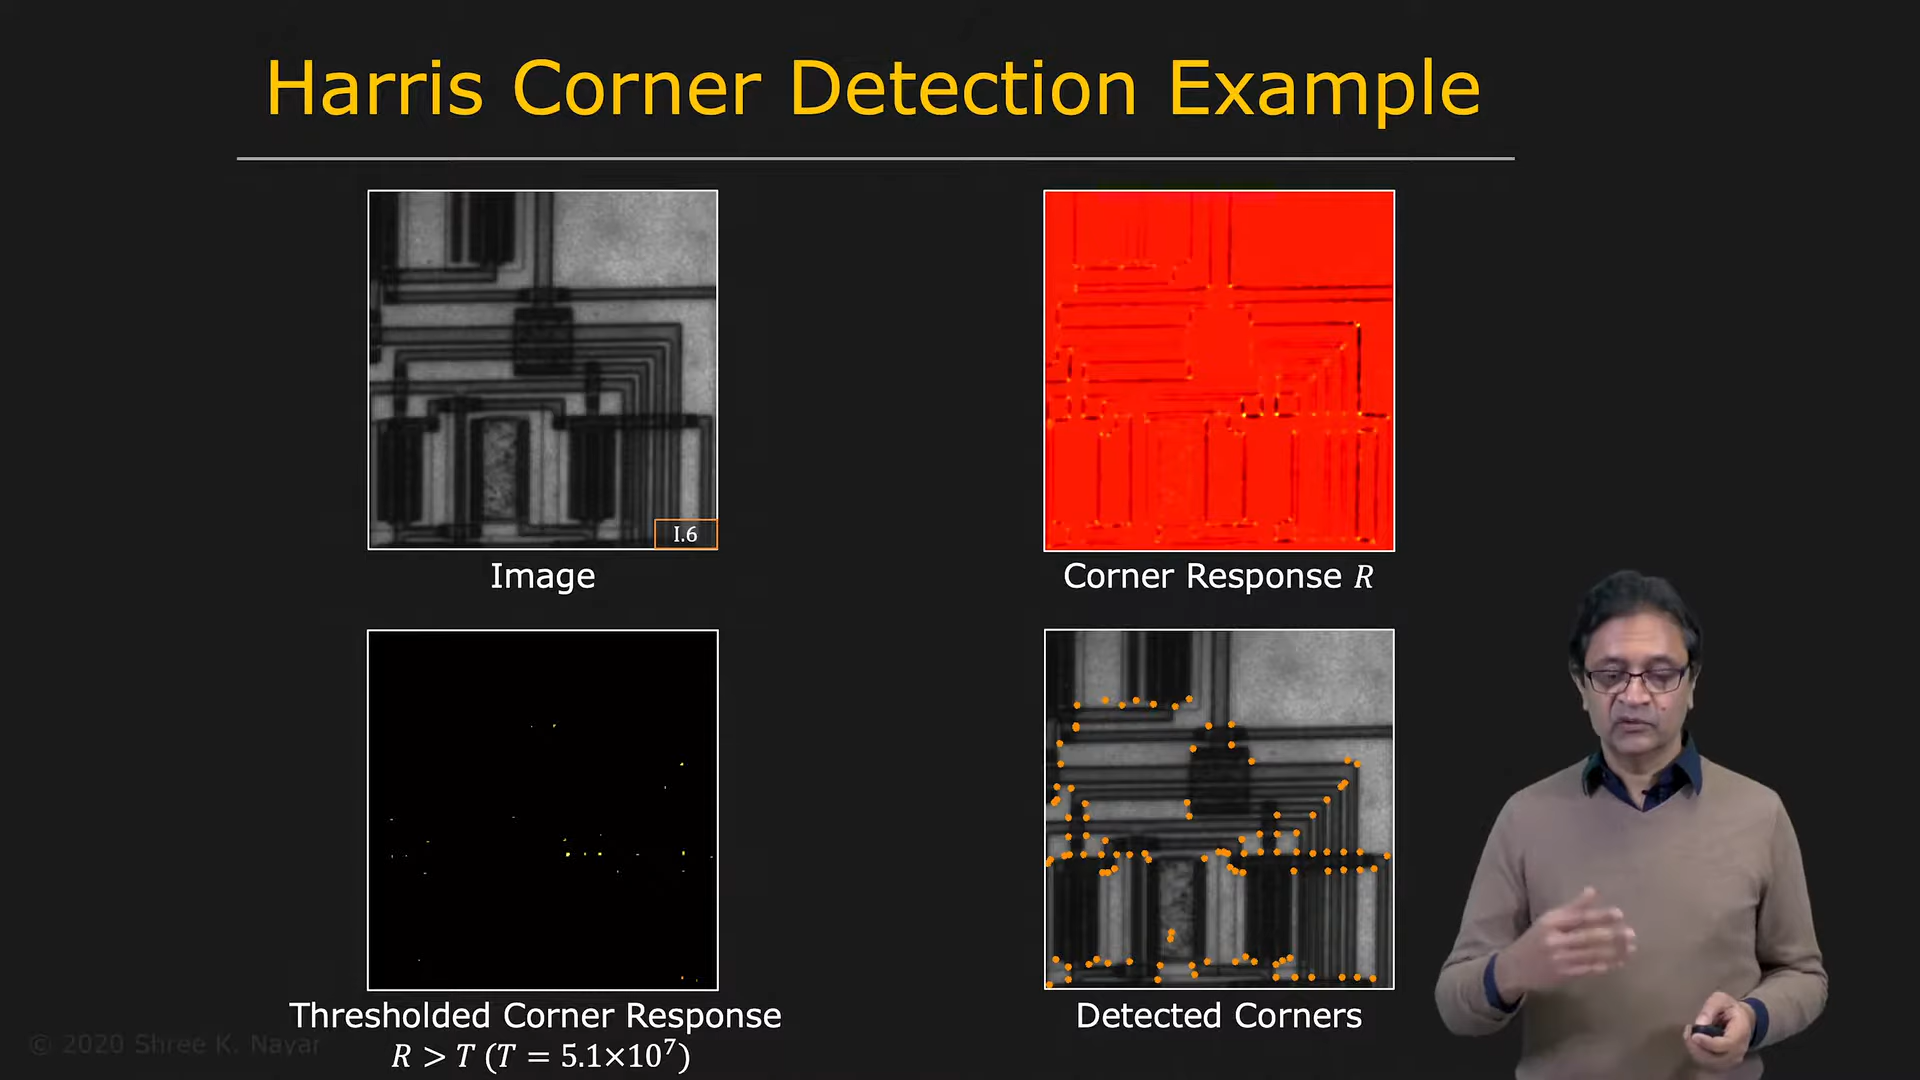 Harris Corner Detection Example
I.6
Image
Corner Response R
Thresholded Corner Response
R > T (T = 5.1×10⁷)
Detected Corners
© 2020 Shree K. Nayar